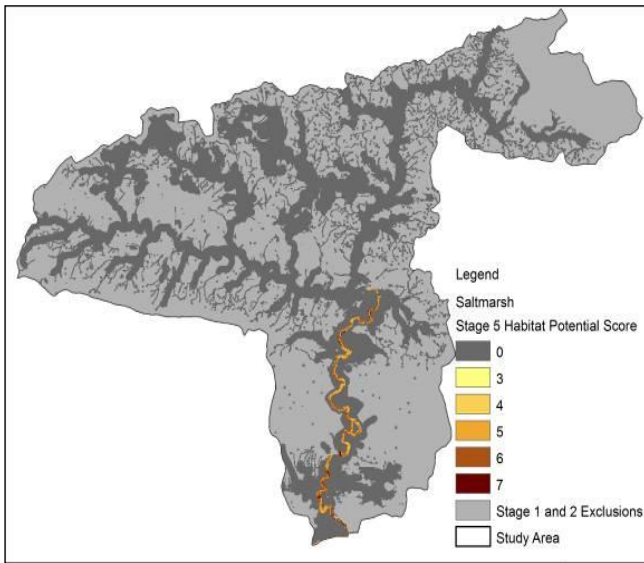 Legend
Saltmarsh
Stage 5 Habitat Potential Score
0
3
4
5
6
7
Stage 1 and 2 Exclusions
Study Area